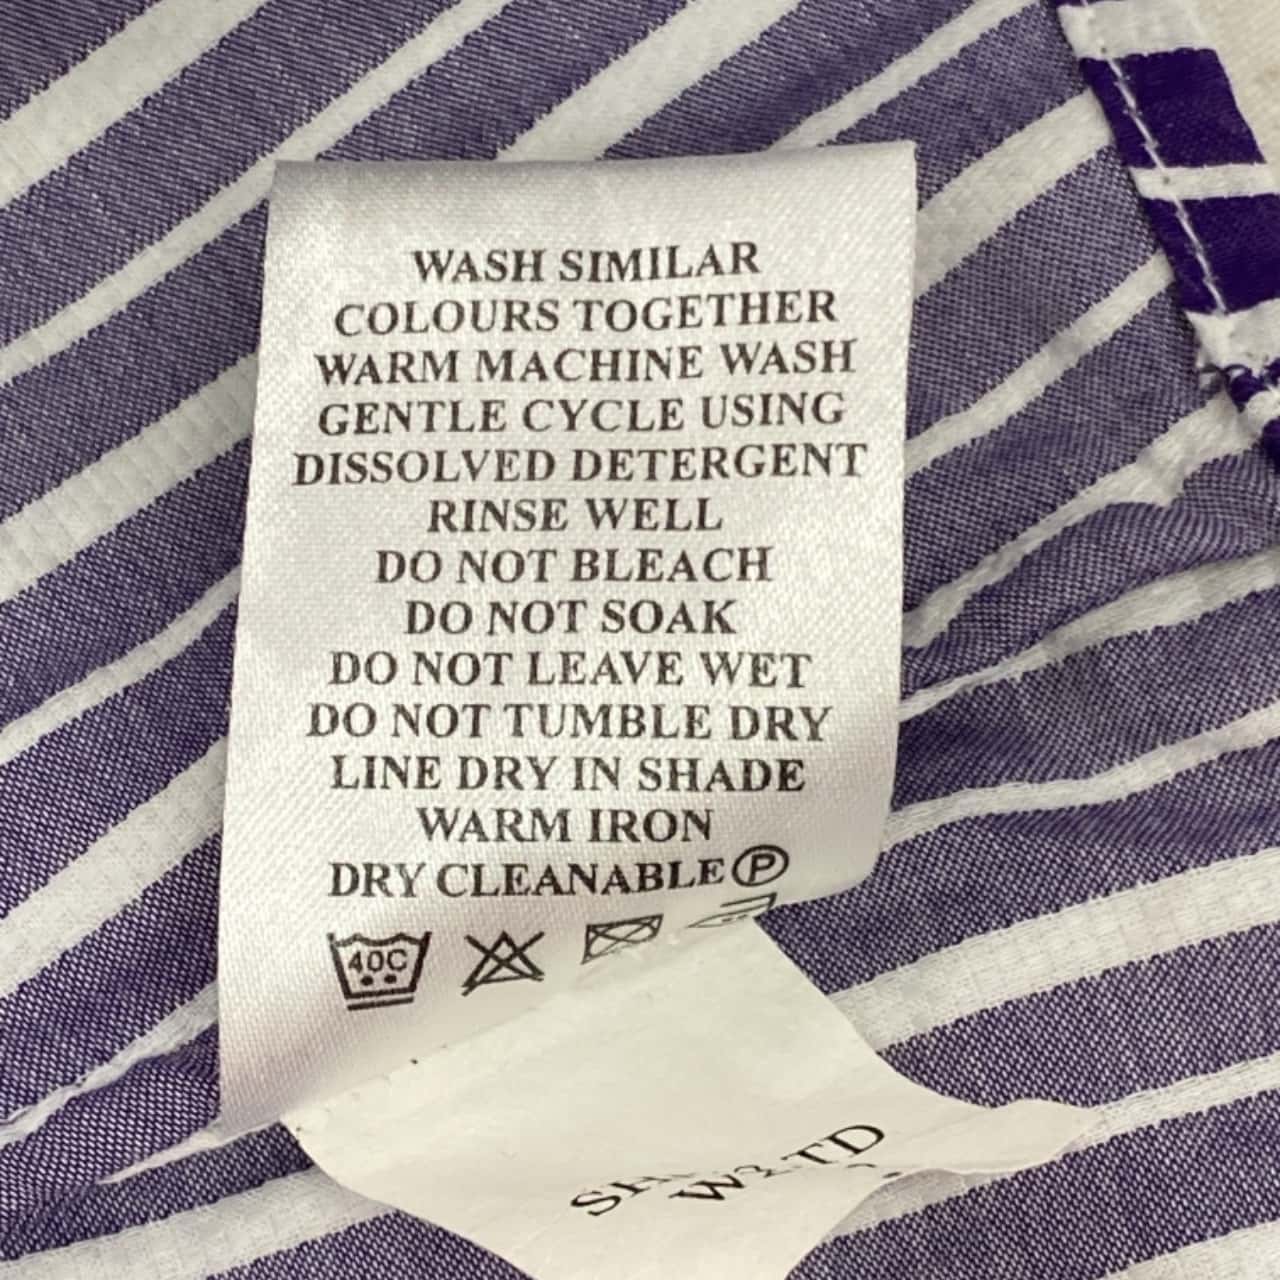 WASH SIMILAR
COLOURS TOGETHER
WARM MACHINE WASH
GENTLE CYCLE USING
DISSOLVED DETERGENT
RINSE WELL
DO NOT BLEACH
DO NOT SOAK
DO NOT LEAVE WET
DO NOT TUMBLE DRY
LINE DRY IN SHADE
WARM IRON
DRY CLEANABLE Ⓟ
40C